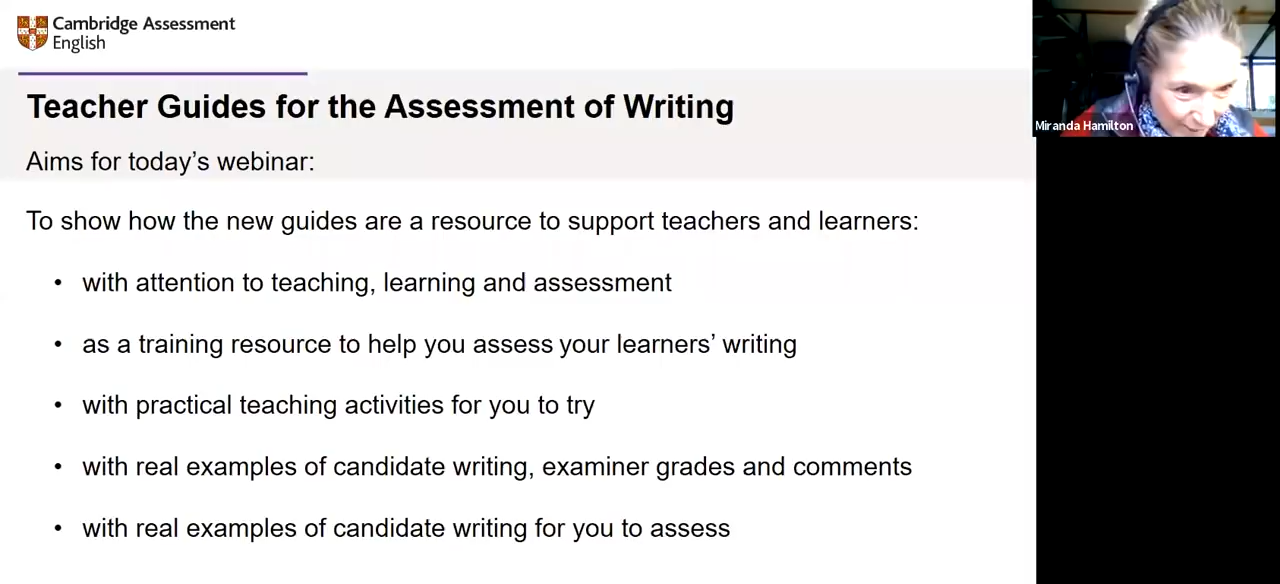 Cambridge Assessment
English
Teacher Guides for the Assessment of Writing
Aims for today’s webinar:
To show how the new guides are a resource to support teachers and learners:
• with attention to teaching, learning and assessment
• as a training resource to help you assess your learners’ writing
• with practical teaching activities for you to try
• with real examples of candidate writing, examiner grades and comments
• with real examples of candidate writing for you to assess
Miranda Hamilton